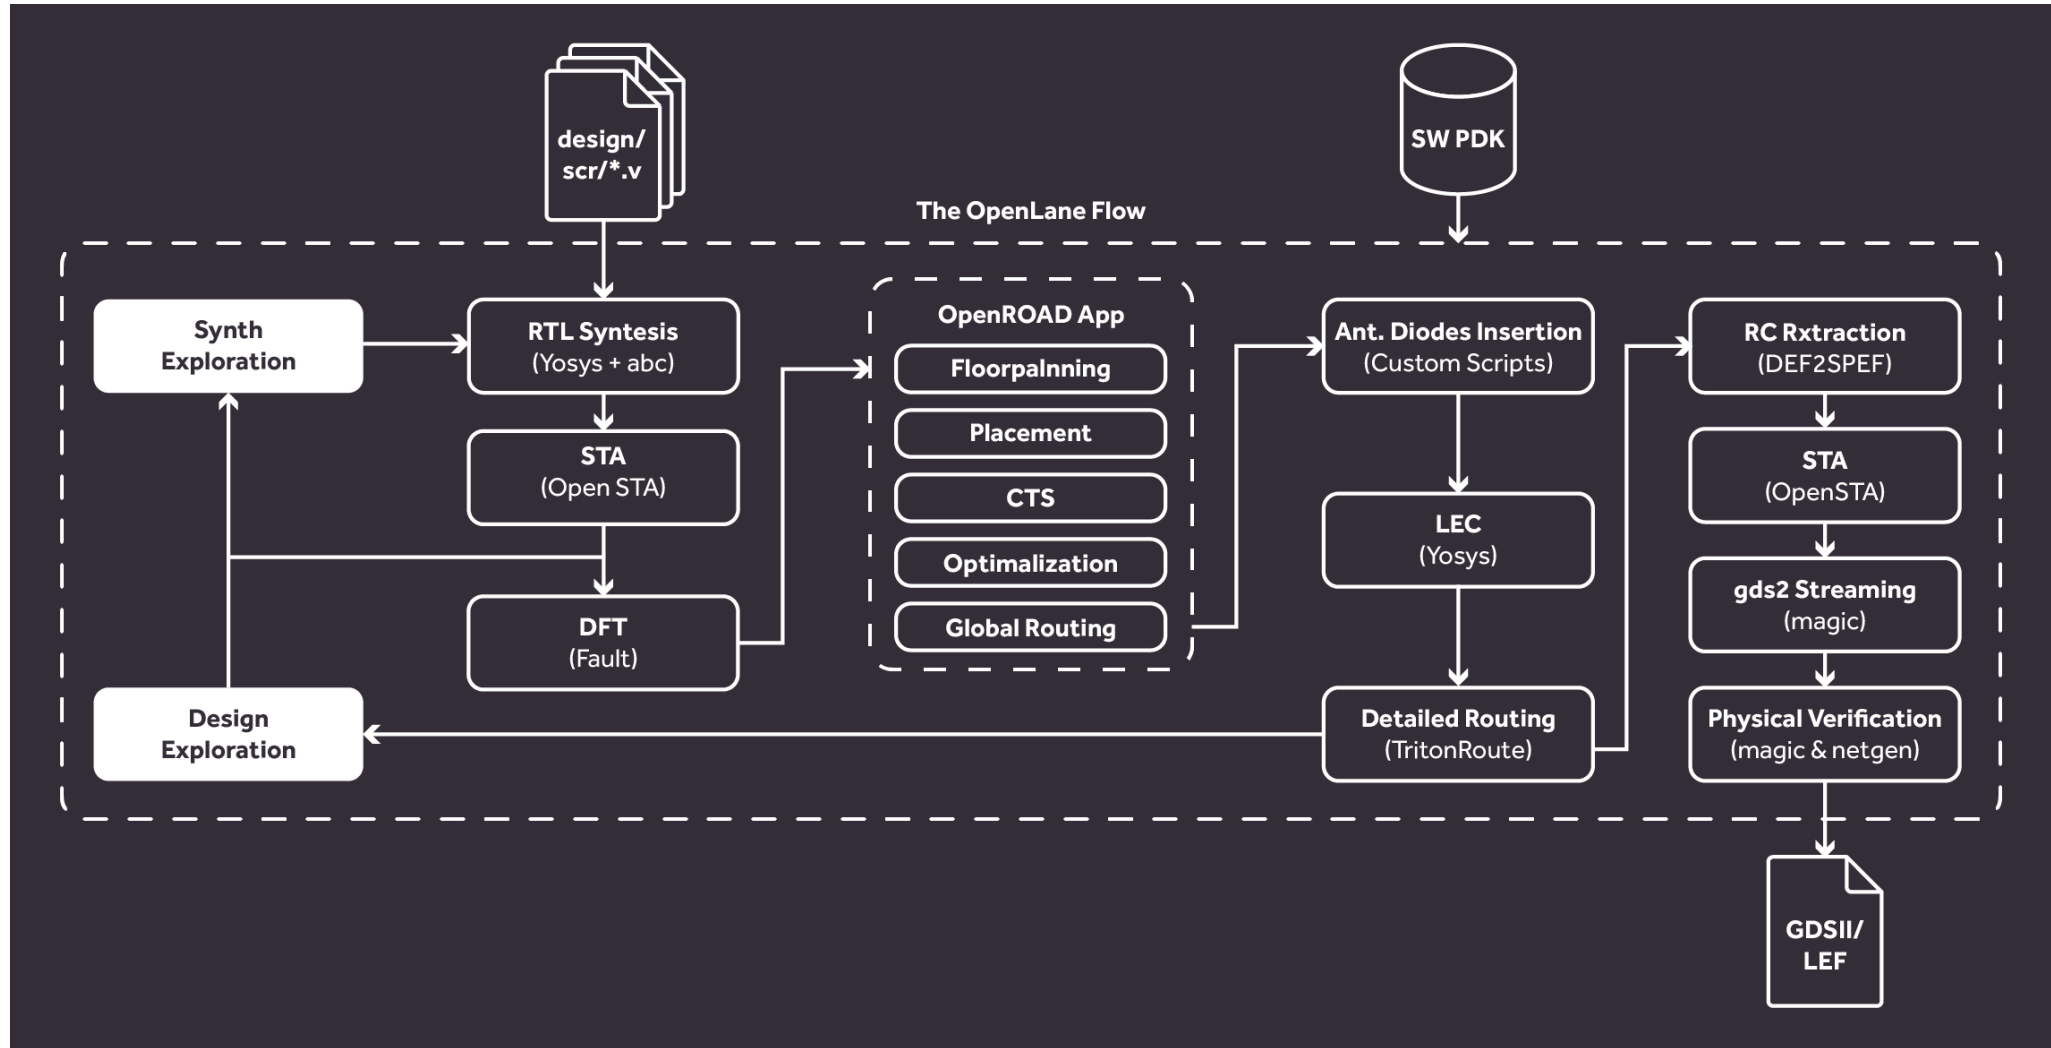 design/
scr/*.v
SW PDK
The OpenLane Flow
Synth
Exploration
RTL Syntesis
(Yosys + abc)
STA
(Open STA)
DFT
(Fault)
Design
Exploration
OpenROAD App
Floorpalnning
Placement
CTS
Optimalization
Global Routing
Ant. Diodes Insertion
(Custom Scripts)
LEC
(Yosys)
Detailed Routing
(TritonRoute)
RC Rxtraction
(DEF2SPEF)
STA
(OpenSTA)
gds2 Streaming
(magic)
Physical Verification
(magic & netgen)
GDSII/
LEF